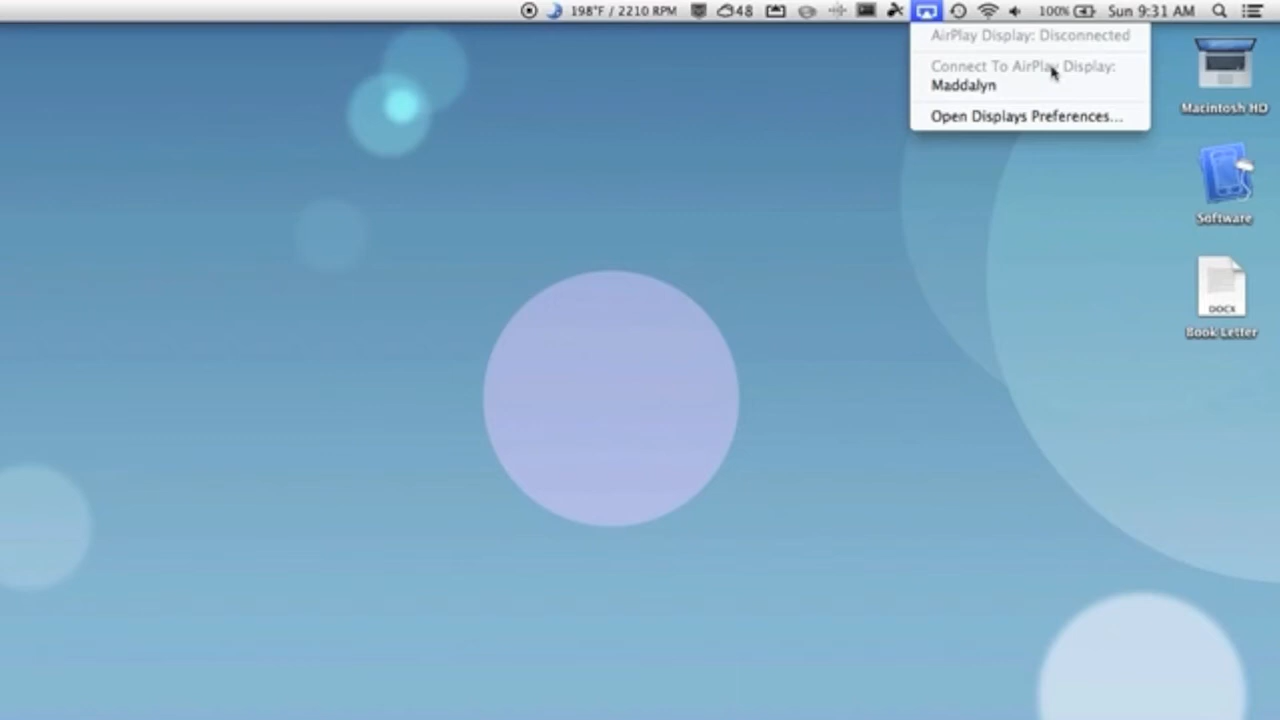 198°F / 2210 RPM 48 100% Sun 9:31 AM
AirPlay Display: Disconnected
Connect To AirPlay Display:
Maddalyn
Open Displays Preferences...
Macintosh HD
Software
DOCX
Book Letter